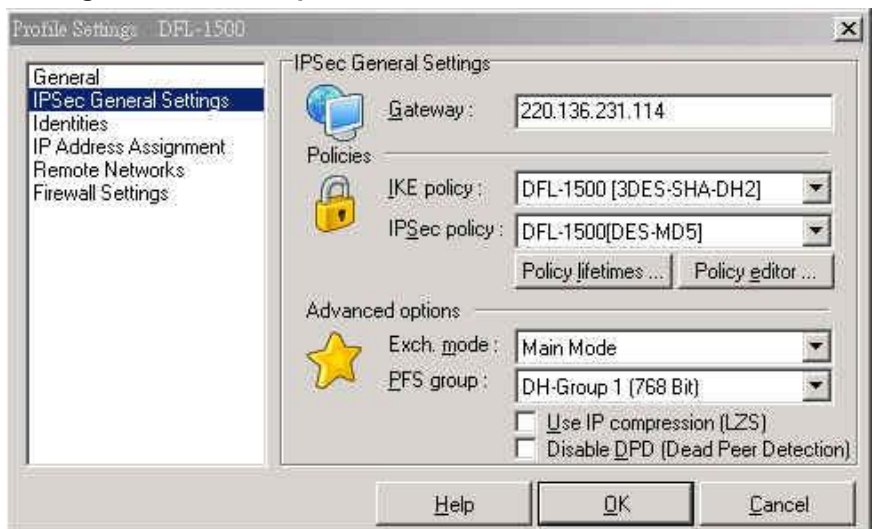 Profile Settings DFL-1500
General
IPSec General Settings
Identities
IP Address Assignment
Remote Networks
Firewall Settings
IPSec General Settings
Gateway : 220.136.231.114
Policies
IKE policy : DFL-1500 [3DES-SHA-DH2]
IPSec policy : DFL-1500[DES-MD5]
Policy lifetimes ... Policy editor ...
Advanced options
Exch. mode : Main Mode
PFS group : DH-Group 1 (768 Bit)
Use IP compression (LZS)
Disable DPD (Dead Peer Detection)
Help OK Cancel